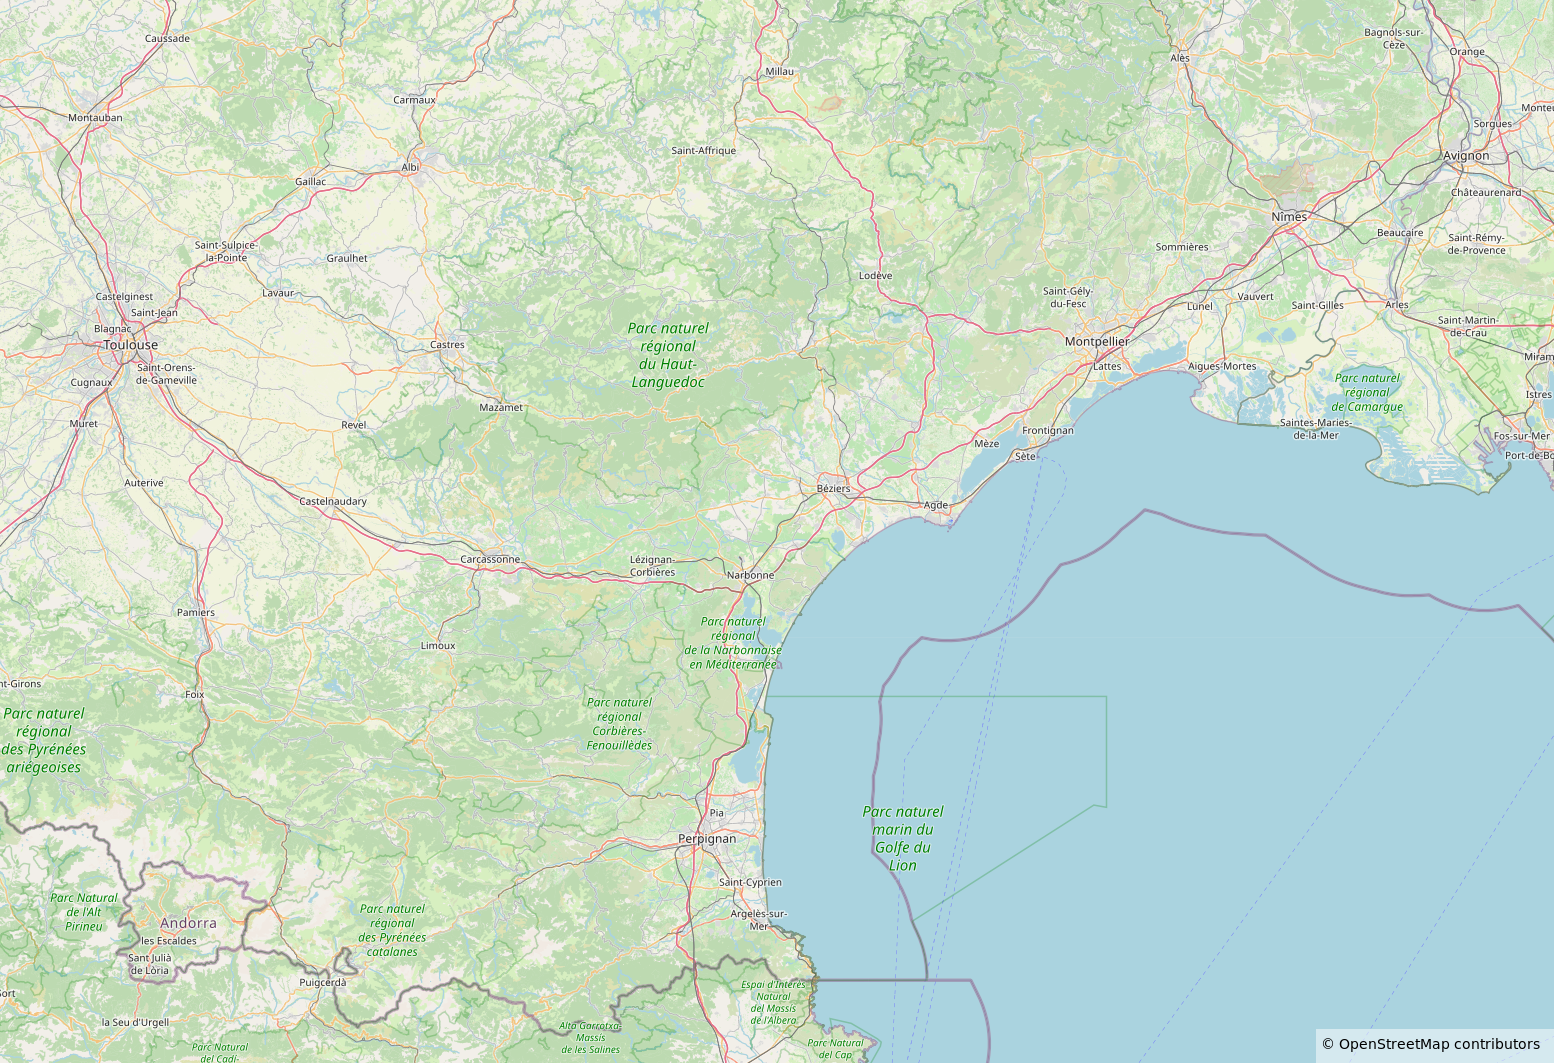 Caussade
Bagnols-sur-
Cèze
Orange
Alès
Millau
Carmaux
Montauban
Sorgues
Saint-Affrique
Avignon
Albi
Gaillac
Châteaurenard
Nîmes
Beaucaire
Saint-Sulpice-
la-Pointe
Graulhet
Sommières
Saint-Rémy-
de-Provence
Lodève
Castelginest
Lavaur
Saint-Gély-
du-Fesc
Vauvert
Lunel
Saint-Gilles
Arles
Saint-Jean
Blagnac
Toulouse
Castres
Parc naturel
régional
du Haut-
Languedoc
Montpellier
Saint-Martin-
de-Crau
Saint-Orens-
de-Gameville
Cugnaux
Lattes
Aigues-Mortes
Miram
Parc naturel
régional
de Camargue
Istres
Mazamet
Muret
Revel
Saintes-Maries-
de-la-Mer
Frontignan
Mèze
Sète
Fos-sur-Mer
Port-de-Bo
Auterive
Béziers
Castelnaudary
Agde
Carcassonne
Lézignan-
Corbières
Narbonne
Pamiers
Parc naturel
régional
de la Narbonnaise
en Méditerranée
Limoux
nt-Girons
Foix
Parc naturel
régional
des Pyrénées
ariégeoises
Parc naturel
régional
Corbières-
Fenouillèdes
Pia
Perpignan
Parc naturel
marin du
Golfe du
Lion
Saint-Cyprien
Parc Natural
de l'Alt
Pirineu
Andorra
les Escaldes
Parc naturel
régional
des Pyrénées
catalanes
Argelès-sur-
Mer
Sant Julià
de Lòria
Puigcerdà
Espai d'Interès
Natural
del Massís
de l'Albera
Sort
la Seu d'Urgell
Alta Garrotxa-
Massís
de les Salines
Parc Natural
del Cadí-
Parc Natural
del Cap
© OpenStreetMap contributors